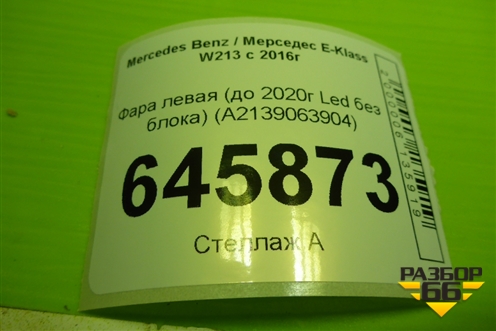 Mercedes Benz / Мерседес E-Klass
W213 с 2016г
Фара левая (до 2020г Led без
блока) (A2139063904)
645873
Стеллаж А
РАЗБОР
66